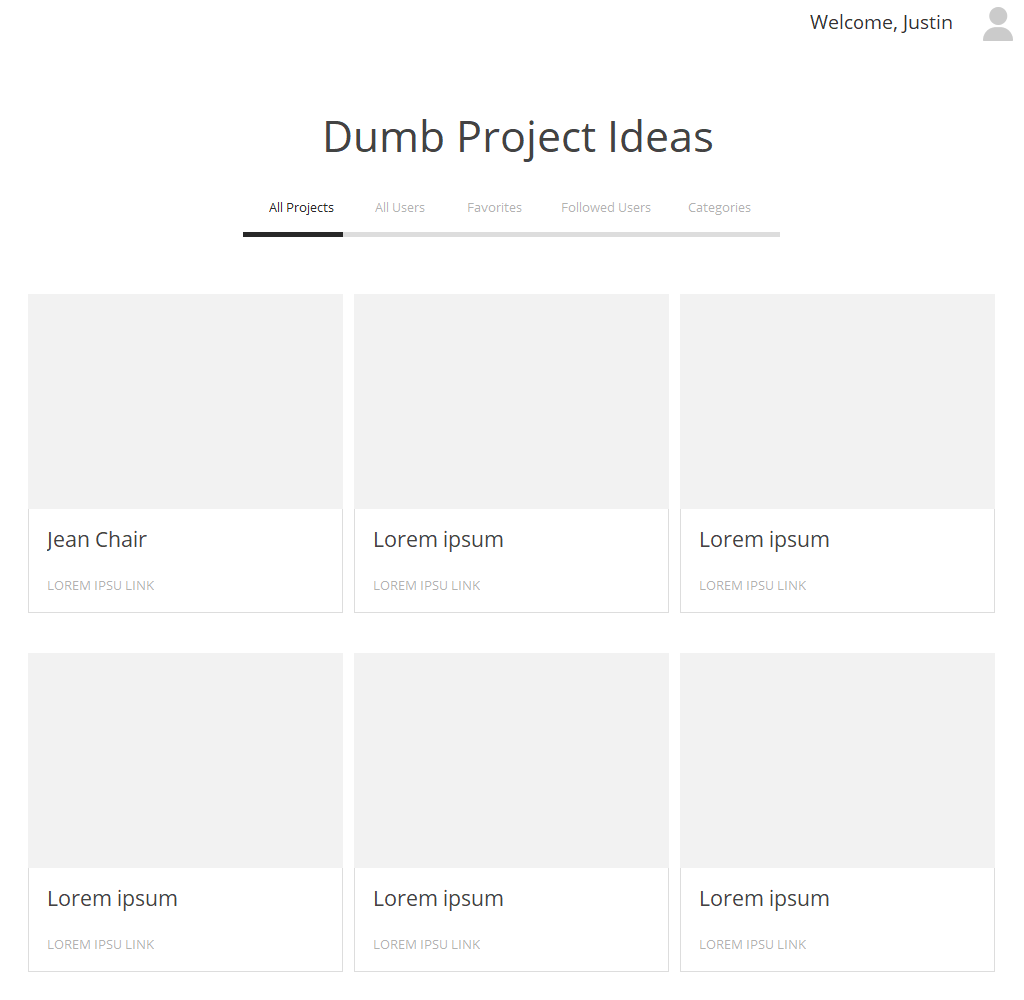 Welcome, Justin
Dumb Project Ideas
All Projects All Users Favorites Followed Users Categories
Jean Chair Lorem ipsum Lorem ipsum
LOREM IPSU LINK LOREM IPSU LINK LOREM IPSU LINK
Lorem ipsum Lorem ipsum Lorem ipsum
LOREM IPSU LINK LOREM IPSU LINK LOREM IPSU LINK